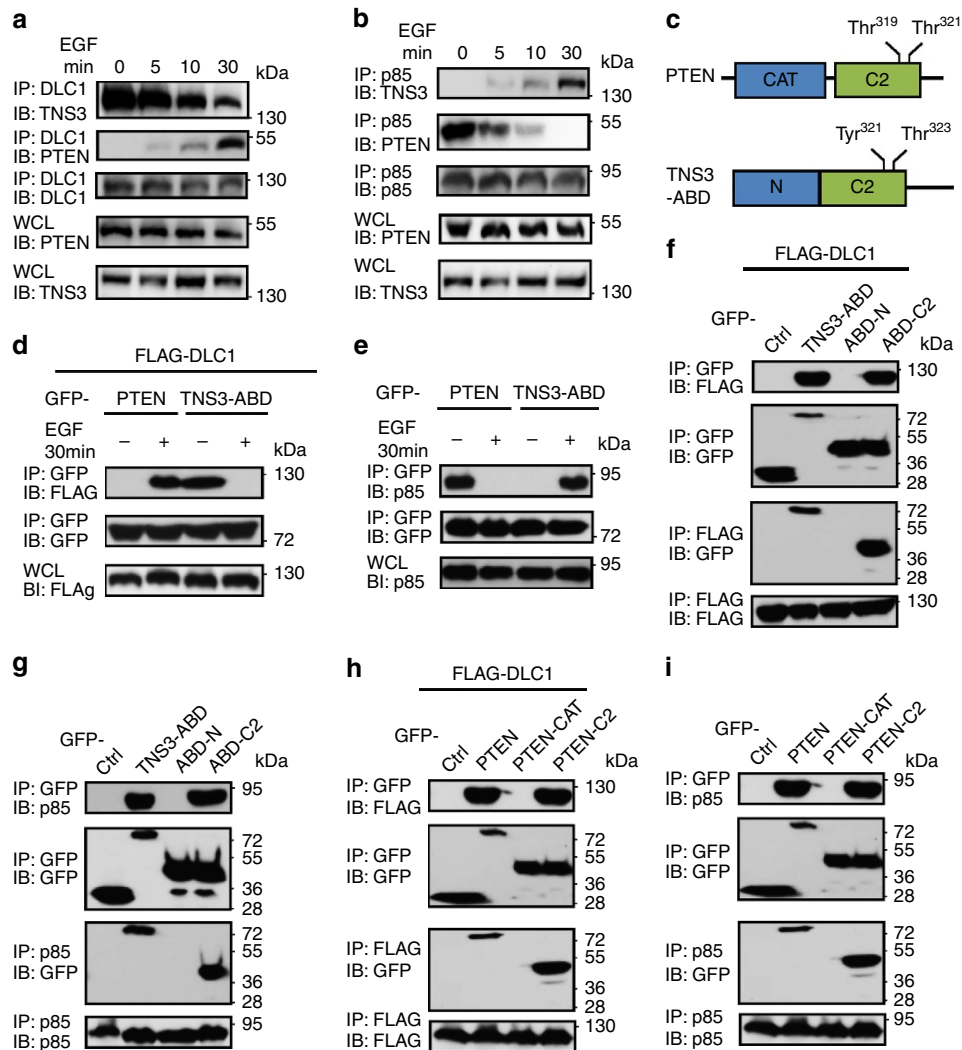 a
EGF
min 0 5 10 30 kDa
IP: DLC1
IB: TNS3
130
IP: DLC1
IB: PTEN
55
IP: DLC1
IB: DLC1
130
WCL
IB: PTEN
55
WCL
IB: TNS3
130
b
EGF
min 0 5 10 30 kDa
IP: p85
IB: TNS3
130
IP: p85
IB: PTEN
55
IP: p85
IB: p85
95
WCL
IB: PTEN
55
WCL
IB: TNS3
130
c
Thr319 Thr321
PTEN CAT C2
Tyr321 Thr323
TNS3
-ABD
N C2
d
FLAG-DLC1
GFP- PTEN TNS3-ABD
EGF
30min
– + – + kDa
IP: GFP
IB: FLAG
130
IP: GFP
IB: GFP
72
WCL
BI: FLAg
130
e
GFP- PTEN TNS3-ABD
EGF
30min
– + – + kDa
IP: GFP
IB: p85
95
IP: GFP
IB: GFP
72
WCL
BI: p85
95
f
FLAG-DLC1
GFP- Ctrl TNS3-ABD ABD-N ABD-C2
kDa
IP: GFP
IB: FLAG
130
IP: GFP
IB: GFP
72
55
36
28
IP: FLAG
IB: GFP
72
55
36
28
IP: FLAG
IB: FLAG
130
g
GFP- Ctrl TNS3-ABD ABD-N ABD-C2
kDa
IP: GFP
IB: p85
95
IP: GFP
IB: GFP
72
55
36
28
IP: p85
IB: GFP
72
55
36
28
IP: p85
IB: p85
95
h
FLAG-DLC1
GFP- Ctrl PTEN PTEN-CAT PTEN-C2
kDa
IP: GFP
IB: FLAG
130
IP: GFP
IB: GFP
72
55
36
28
IP: FLAG
IB: GFP
72
55
36
28
IP: FLAG
IB: FLAG
130
i
GFP- Ctrl PTEN PTEN-CAT PTEN-C2
kDa
IP: GFP
IB: p85
95
IP: GFP
IB: GFP
72
55
36
28
IP: p85
IB: GFP
72
55
36
28
IP: p85
IB: p85
95